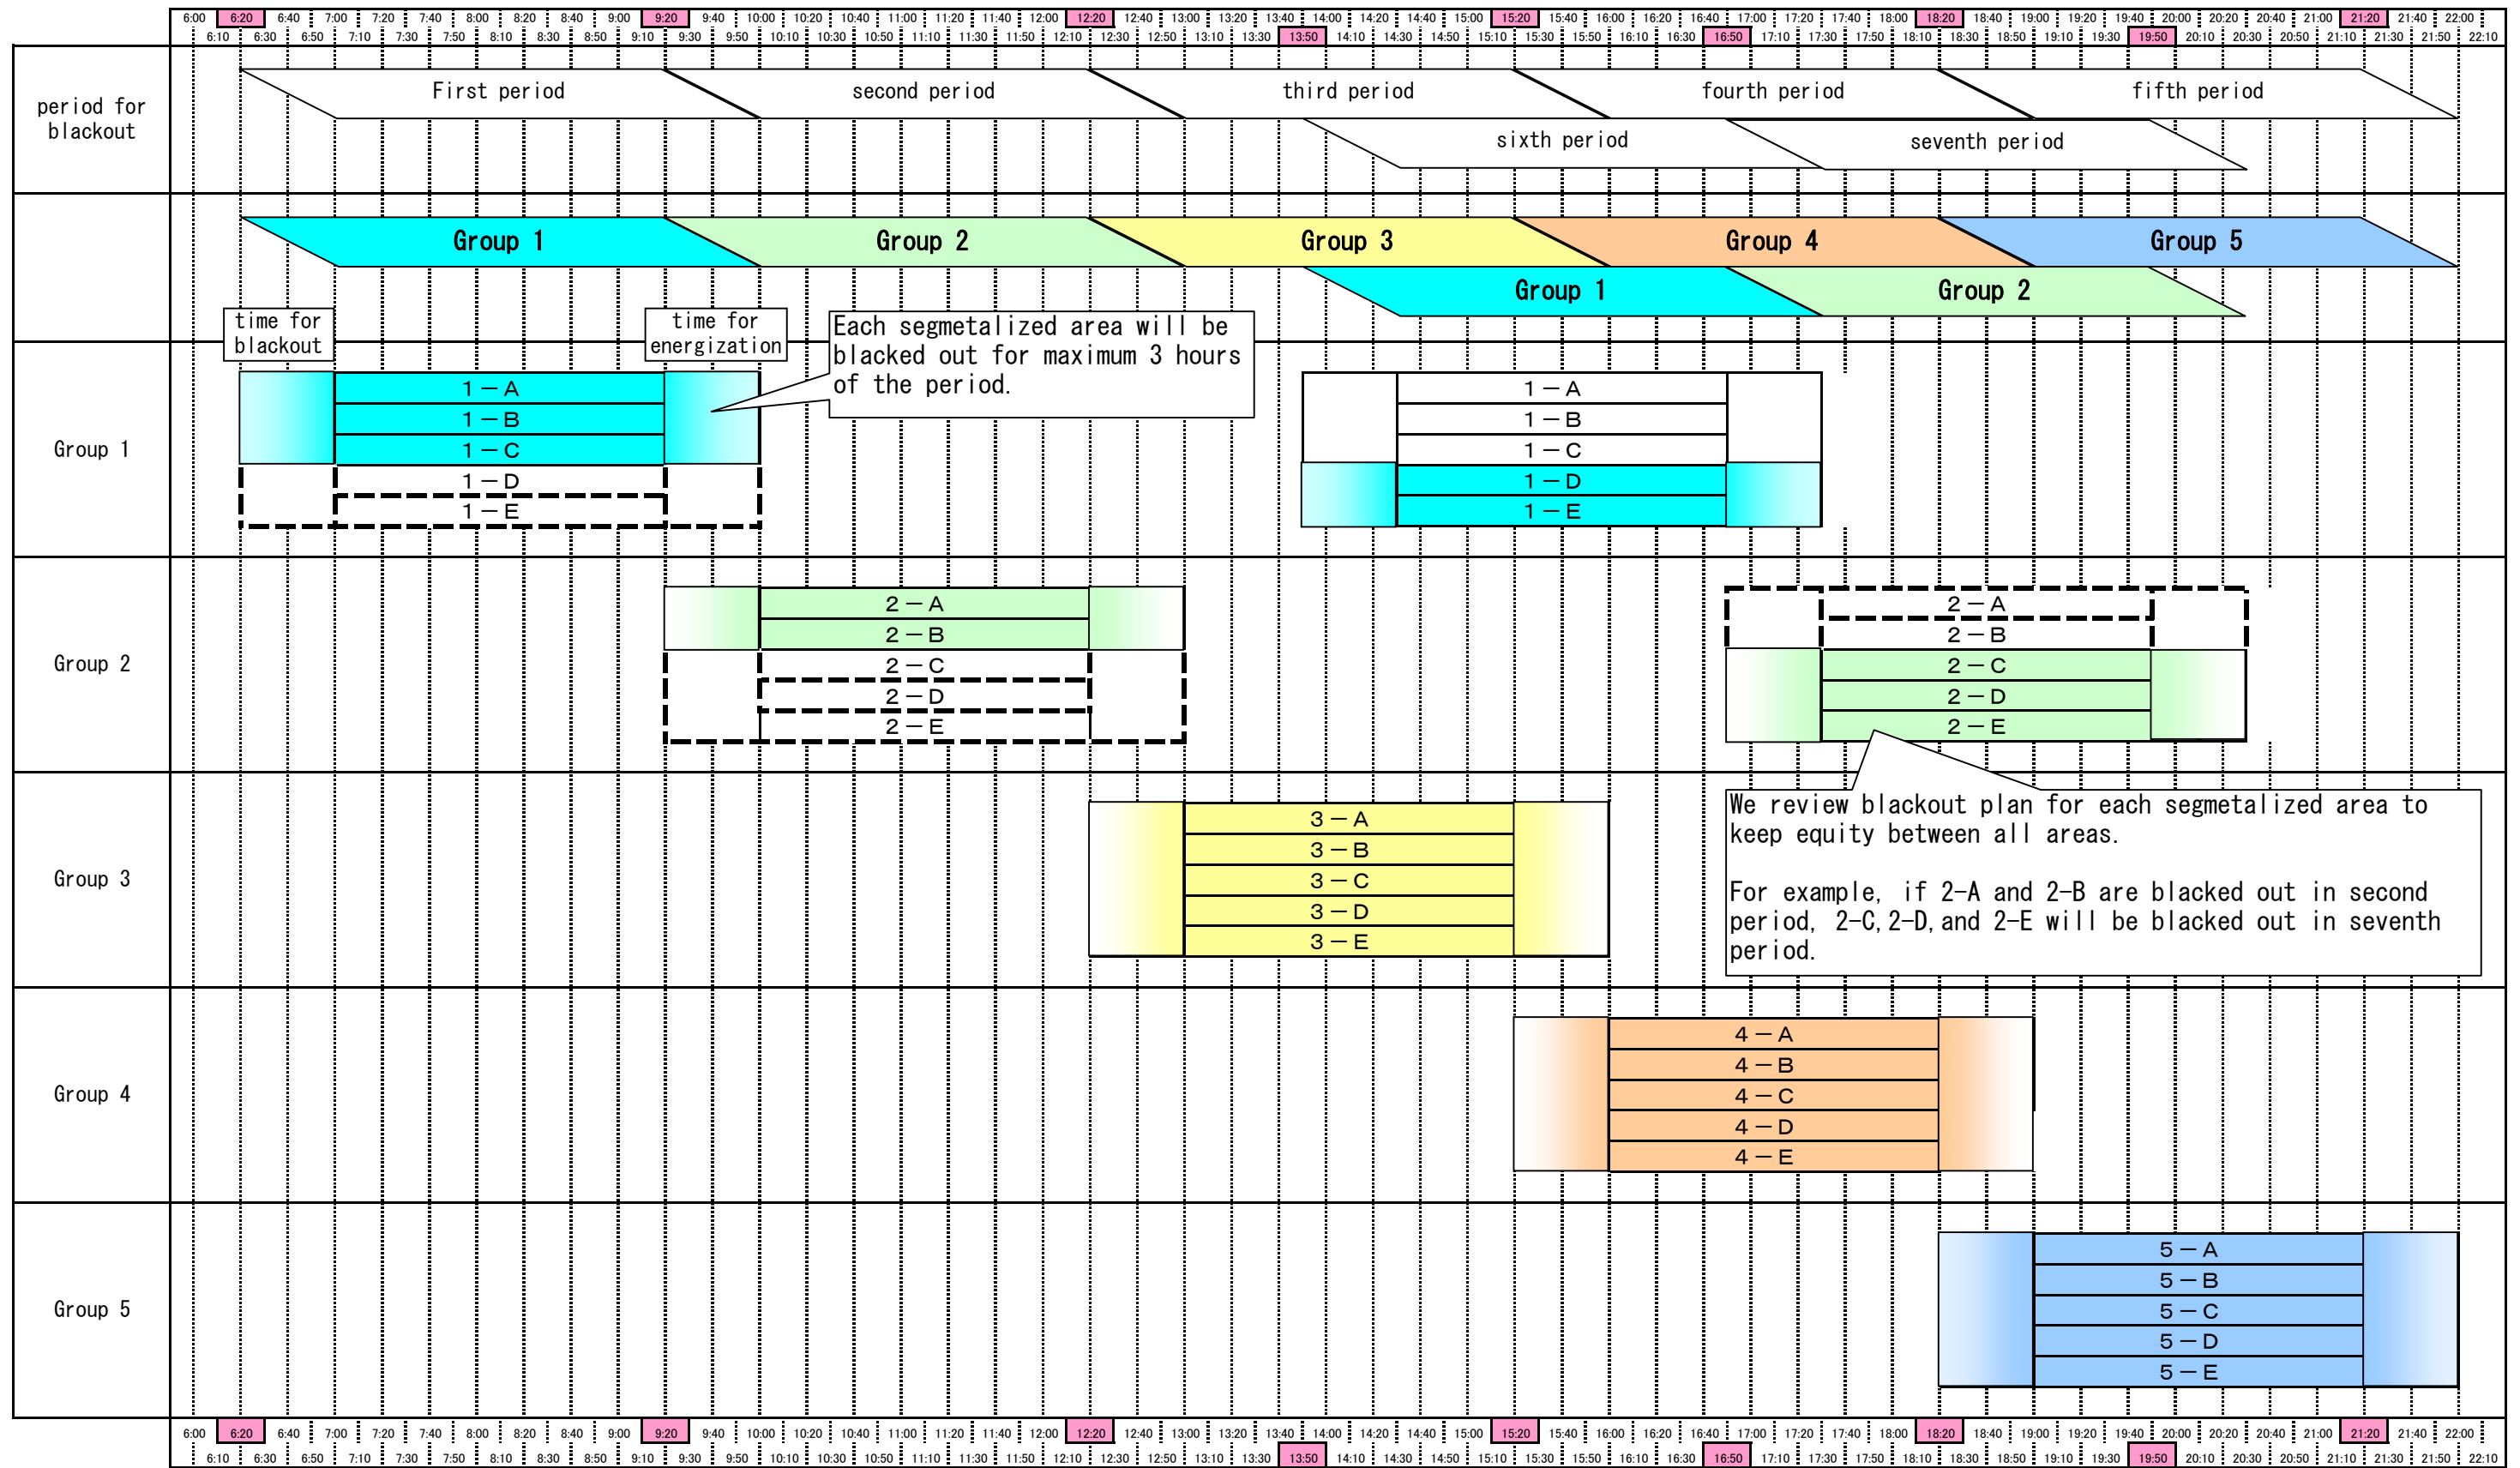 6:00 6:20 6:40 7:00 7:20 7:40 8:00 8:20 8:40 9:00 9:20 9:40 10:00 10:20 10:40 11:00 11:20 11:40 12:00 12:20 12:40 13:00 13:20 13:40 14:00 14:20 14:40 15:00 15:20 15:40 16:00 16:20 16:40 17:00 17:20 17:40 18:00 18:20 18:40 19:00 19:20 19:40 20:00 20:20 20:40 21:00 21:20 21:40 22:00
6:10 6:30 6:50 7:10 7:30 7:50 8:10 8:30 8:50 9:10 9:30 9:50 10:10 10:30 10:50 11:10 11:30 11:50 12:10 12:30 12:50 13:10 13:30 13:50 14:10 14:30 14:50 15:10 15:30 15:50 16:10 16:30 16:50 17:10 17:30 17:50 18:10 18:30 18:50 19:10 19:30 19:50 20:10 20:30 20:50 21:10 21:30 21:50 22:10
period for
blackout
First period second period third period fourth period fifth period
sixth period seventh period
Group 1 Group 2 Group 3 Group 4 Group 5
Group 1 Group 2
time for
blackout
time for
energization
Each segmetalized area will be
blacked out for maximum 3 hours
of the period.
Group 1
1－A
1－B
1－C
1－D
1－E
1－A
1－B
1－C
1－D
1－E
Group 2
2－A
2－B
2－C
2－D
2－E
2－A
2－B
2－C
2－D
2－E
We review blackout plan for each segmetalized area to
keep equity between all areas.
For example, if 2-A and 2-B are blacked out in second
period, 2-C,2-D,and 2-E will be blacked out in seventh
period.
Group 3
3－A
3－B
3－C
3－D
3－E
Group 4
4－A
4－B
4－C
4－D
4－E
Group 5
5－A
5－B
5－C
5－D
5－E
6:00 6:20 6:40 7:00 7:20 7:40 8:00 8:20 8:40 9:00 9:20 9:40 10:00 10:20 10:40 11:00 11:20 11:40 12:00 12:20 12:40 13:00 13:20 13:40 14:00 14:20 14:40 15:00 15:20 15:40 16:00 16:20 16:40 17:00 17:20 17:40 18:00 18:20 18:40 19:00 19:20 19:40 20:00 20:20 20:40 21:00 21:20 21:40 22:00
6:10 6:30 6:50 7:10 7:30 7:50 8:10 8:30 8:50 9:10 9:30 9:50 10:10 10:30 10:50 11:10 11:30 11:50 12:10 12:30 12:50 13:10 13:30 13:50 14:10 14:30 14:50 15:10 15:30 15:50 16:10 16:30 16:50 17:10 17:30 17:50 18:10 18:30 18:50 19:10 19:30 19:50 20:10 20:30 20:50 21:10 21:30 21:50 22:10